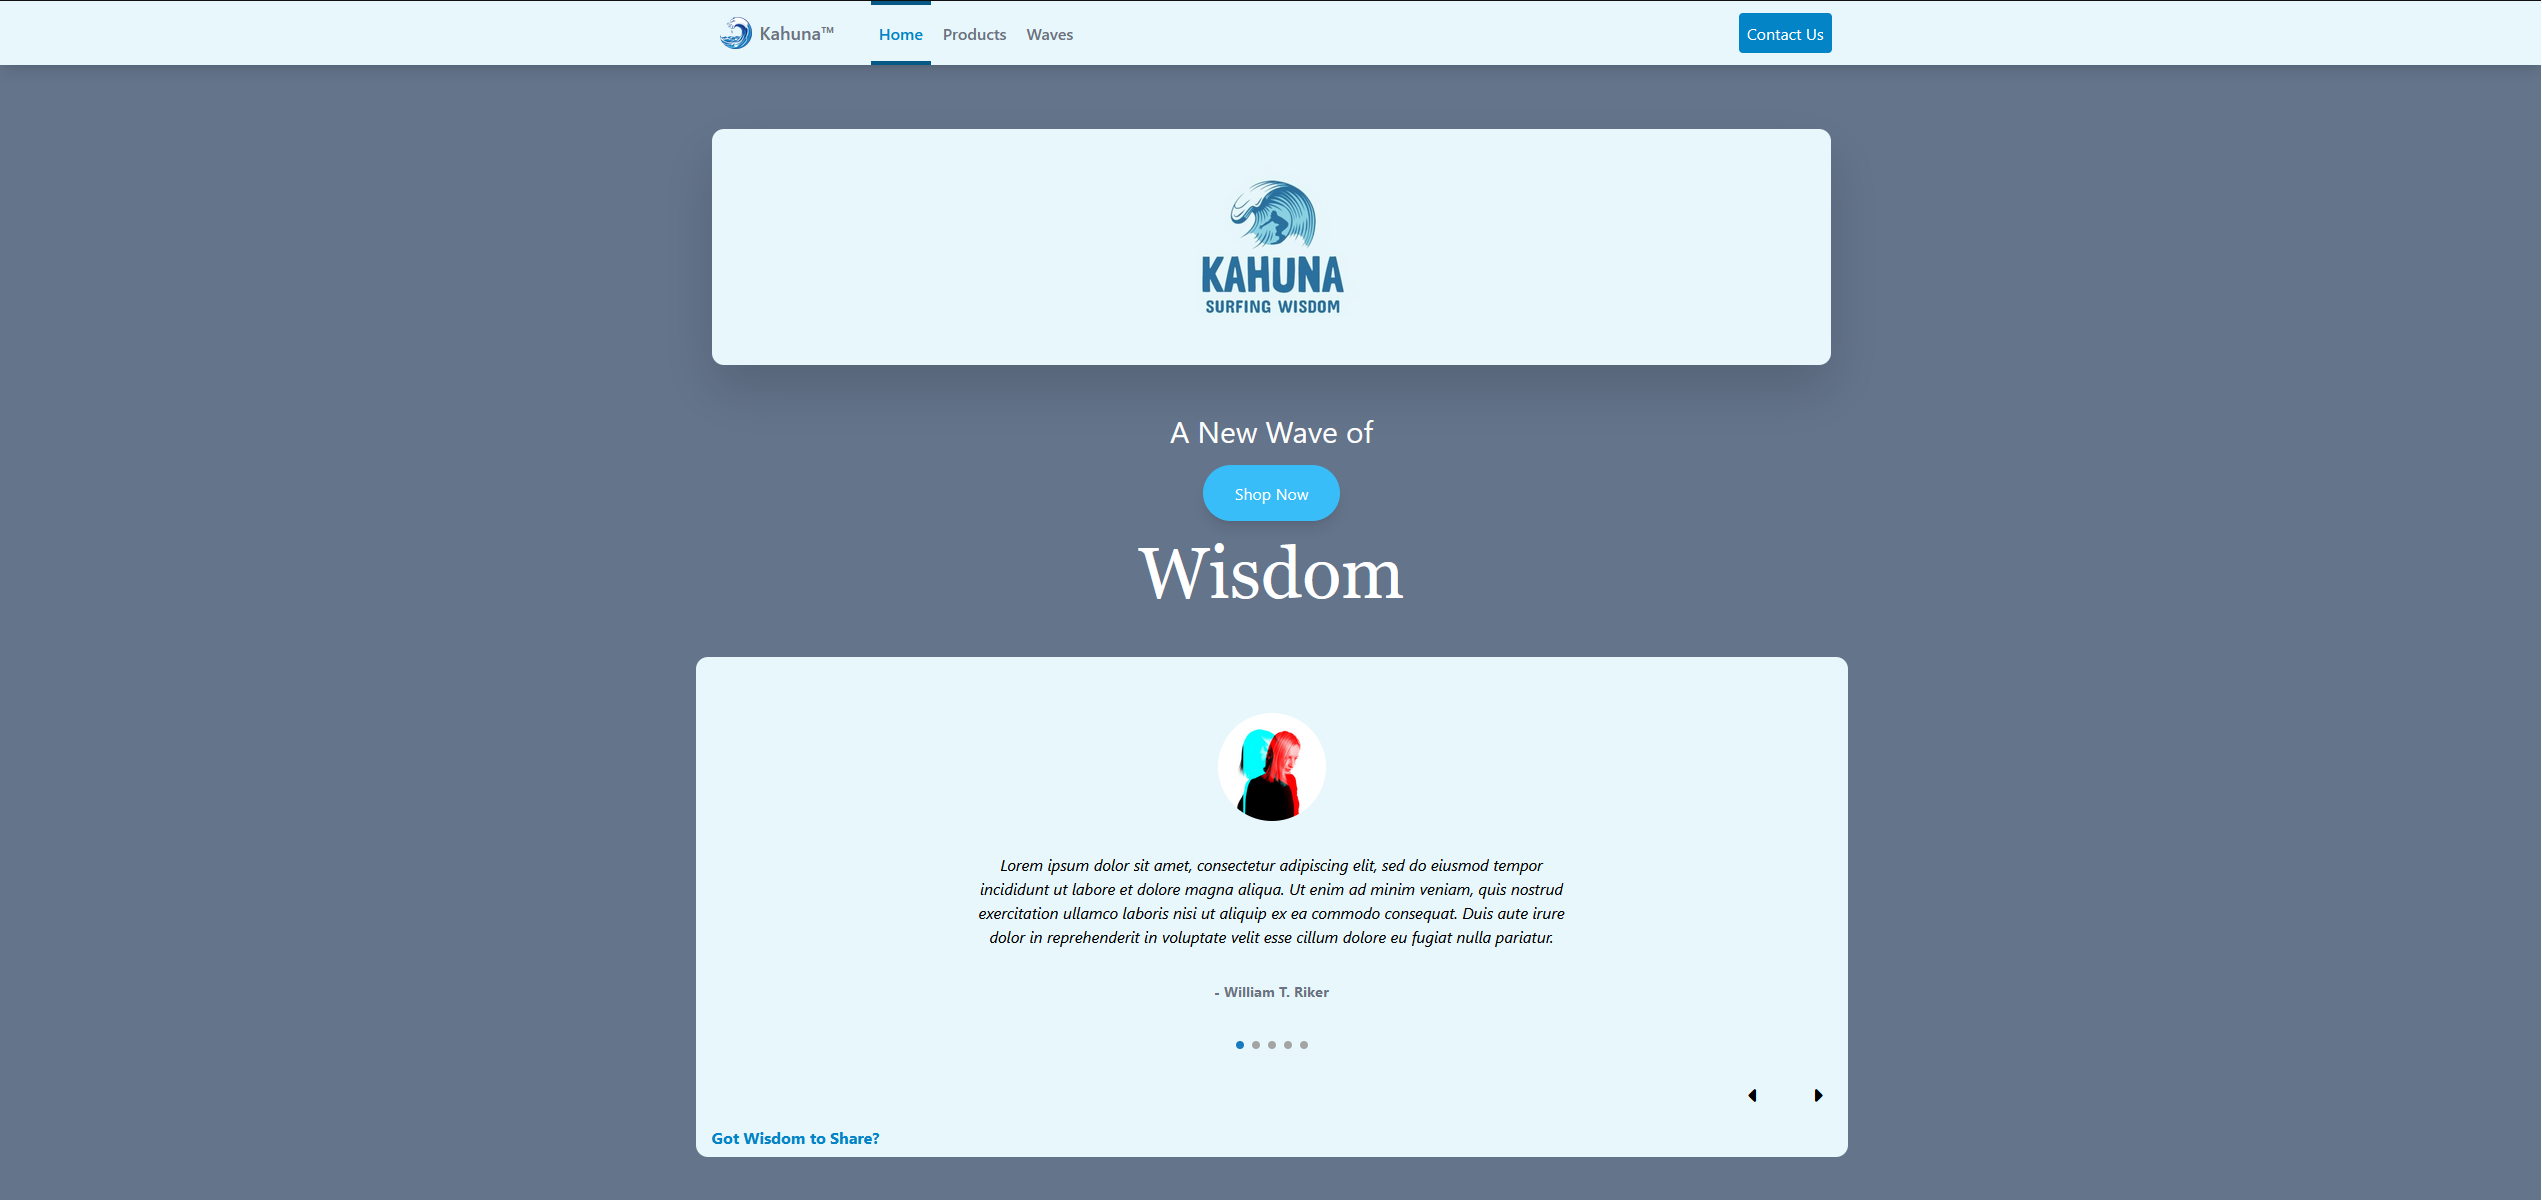 Kahuna™ Home Products Waves Contact Us
KAHUNA
SURFING WISDOM
A New Wave of
Shop Now
Wisdom
Lorem ipsum dolor sit amet, consectetur adipiscing elit, sed do eiusmod tempor
incididunt ut labore et dolore magna aliqua. Ut enim ad minim veniam, quis nostrud
exercitation ullamco laboris nisi ut aliquip ex ea commodo consequat. Duis aute irure
dolor in reprehenderit in voluptate velit esse cillum dolore eu fugiat nulla pariatur.
- William T. Riker
Got Wisdom to Share?